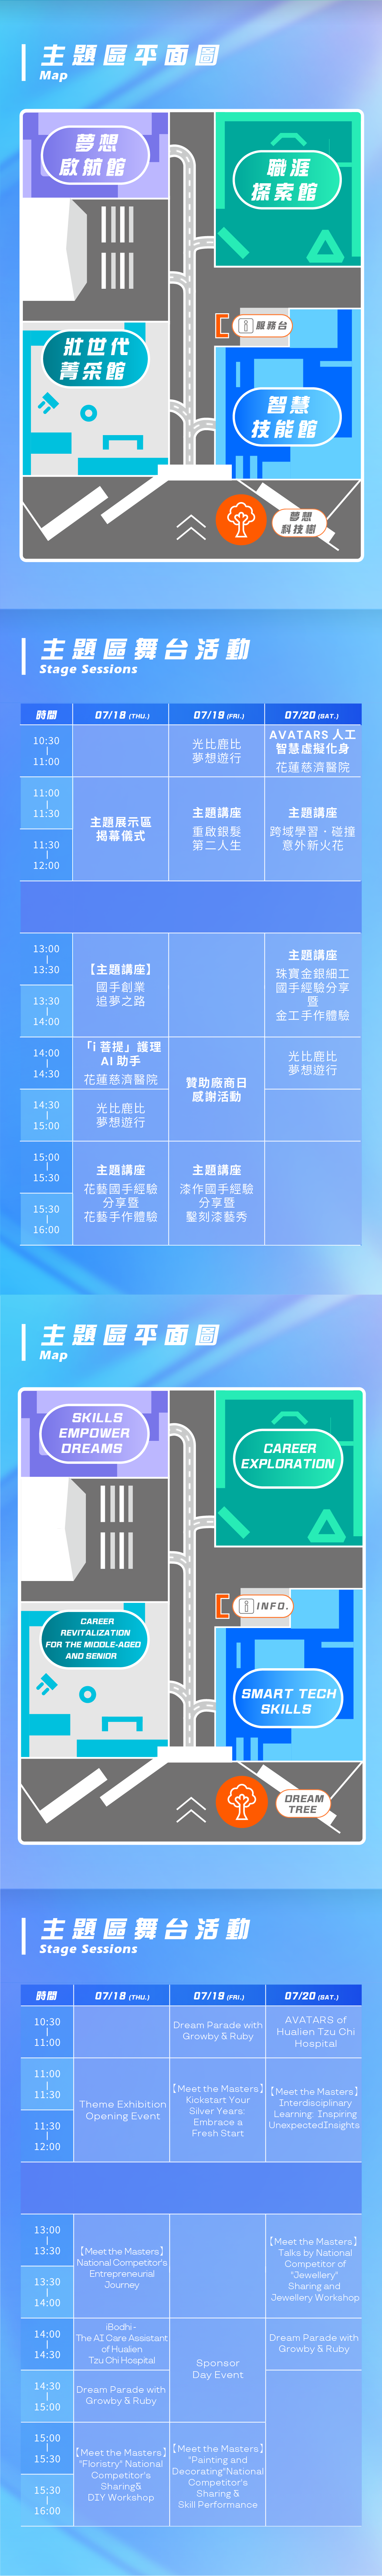 主題區平面圖
Map
夢想
啟航館
職涯
探索館
服務台
壯世代
菁采館
智慧
技能館
夢想
科技樹
主題區舞台活動
Stage Sessions
時間 07/18 (THU.) 07/19 (FRI.) 07/20 (SAT.)
10:30
|
11:00
光比鹿比
夢想遊行
AVATARS 人工
智慧虛擬化身
花蓮慈濟醫院
11:00
|
11:30
11:30
|
12:00
主題展示區
揭幕儀式
主題講座
重啟銀髮
第二人生
主題講座
跨域學習・碰撞
意外新火花
13:00
|
13:30
13:30
|
14:00
【主題講座】
國手創業
追夢之路
主題講座
珠寶金銀細工
國手經驗分享
暨
金工手作體驗
14:00
|
14:30
「i 菩提」護理
AI 助手
花蓮慈濟醫院
贊助廠商日
感謝活動
光比鹿比
夢想遊行
14:30
|
15:00
光比鹿比
夢想遊行
15:00
|
15:30
15:30
|
16:00
主題講座
花藝國手經驗
分享暨
花藝手作體驗
主題講座
漆作國手經驗
分享暨
鑿刻漆藝秀
主題區平面圖
Map
SKILLS
EMPOWER
DREAMS
CAREER
EXPLORATION
INFO.
CAREER
REVITALIZATION
FOR THE MIDDLE-AGED
AND SENIOR
SMART TECH
SKILLS
DREAM
TREE
主題區舞台活動
Stage Sessions
時間 07/18 (THU.) 07/19 (FRI.) 07/20 (SAT.)
10:30
|
11:00
Dream Parade with
Growby & Ruby
AVATARS of
Hualien Tzu Chi
Hospital
11:00
|
11:30
11:30
|
12:00
Theme Exhibition
Opening Event
【Meet the Masters】
Kickstart Your
Silver Years:
Embrace a
Fresh Start
【Meet the Masters】
Interdisciplinary
Learning: Inspiring
UnexpectedInsights
13:00
|
13:30
13:30
|
14:00
【Meet the Masters】
National Competitor's
Entrepreneurial
Journey
【Meet the Masters】
Talks by National
Competitor of
"Jewellery"
Sharing and
Jewellery Workshop
14:00
|
14:30
iBodhi -
The AI Care Assistant
of Hualien
Tzu Chi Hospital
Sponsor
Day Event
Dream Parade with
Growby & Ruby
14:30
|
15:00
Dream Parade with
Growby & Ruby
15:00
|
15:30
15:30
|
16:00
【Meet the Masters】
"Floristry" National
Competitor's
Sharing&
DIY Workshop
【Meet the Masters】
"Painting and
Decorating"National
Competitor's
Sharing &
Skill Performance